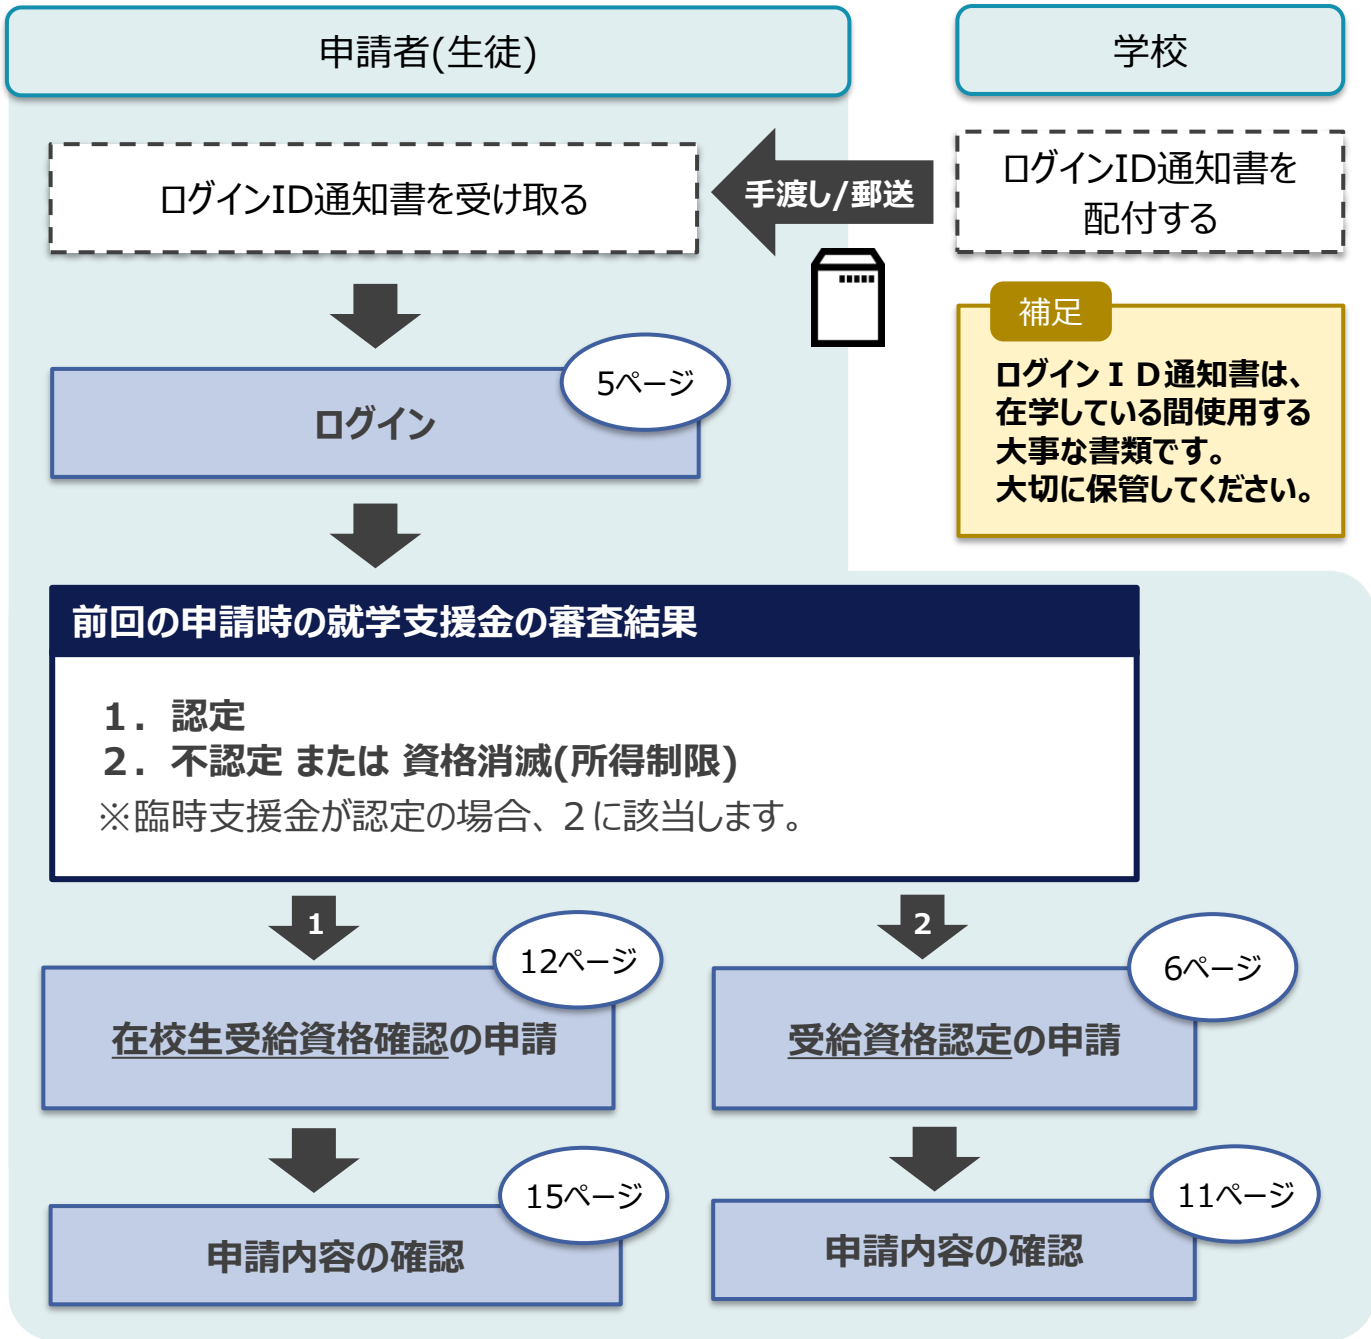 申請者(生徒)
学校
ログインID通知書を受け取る
手渡し/郵送
ログインID通知書を
配付する
補足
ログインＩＤ通知書は、
在学している間使用する
大事な書類です。
大切に保管してください。
5ページ
ログイン
前回の申請時の就学支援金の審査結果
１．認定
２．不認定 または 資格消滅(所得制限)
※臨時支援金が認定の場合、２に該当します。
1
2
12ページ
6ページ
在校生受給資格確認の申請
受給資格認定の申請
15ページ
11ページ
申請内容の確認
申請内容の確認